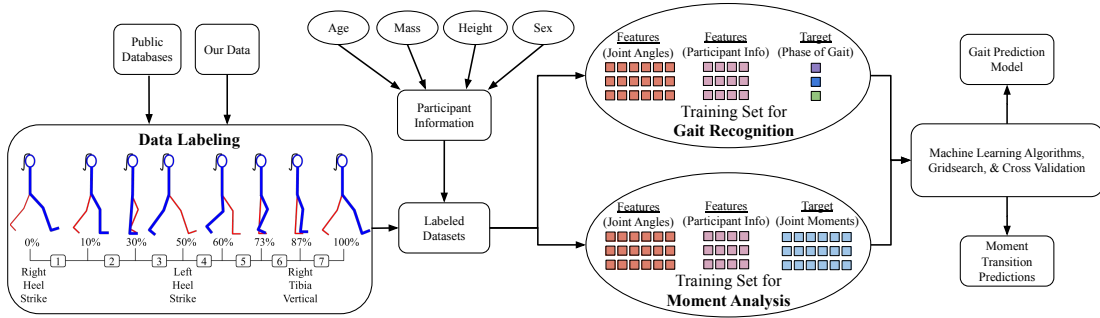 Public
Databases
Our Data
Data Labeling
0%
10%
30%
50%
60%
73%
87%
100%
1
2
3
4
5
6
7
Right
Heel
Strike
Left
Heel
Strike
Right
Tibia
Vertical
Age
Mass
Height
Sex
Participant
Information
Labeled
Datasets
Features
(Joint Angles)
Features
(Participant Info)
Target
(Phase of Gait)
Training Set for
Gait Recognition
Features
(Joint Angles)
Features
(Participant Info)
Target
(Joint Moments)
Training Set for
Moment Analysis
Gait Prediction
Model
Machine Learning Algorithms,
Gridsearch, & Cross Validation
Moment
Transition
Predictions